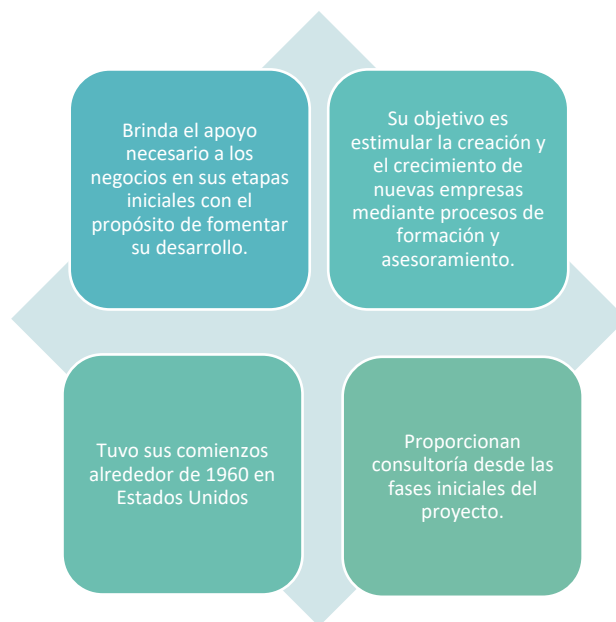 Brinda el apoyo
necesario a los
negocios en sus etapas
iniciales con el
propósito de fomentar
su desarrollo.
Su objetivo es
estimular la creación y
el crecimiento de
nuevas empresas
mediante procesos de
formación y
asesoramiento.
Tuvo sus comienzos
alrededor de 1960 en
Estados Unidos
Proporcionan
consultoría desde las
fases iniciales del
proyecto.